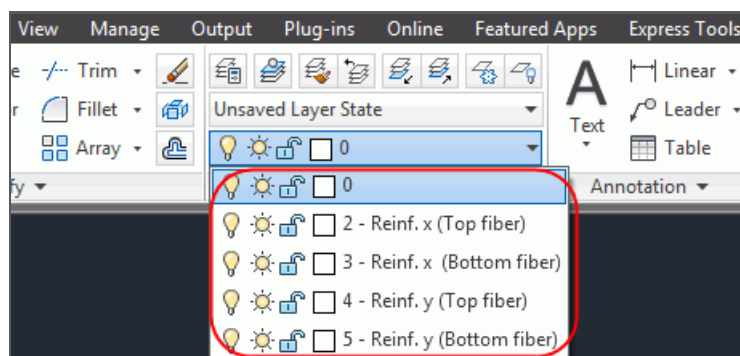 View Manage Output Plug-ins Online Featured Apps Express Tools
e Trim
r Fillet
Array
Unsaved Layer State
0
A
Text
Linear
Leader
Table
fy
Annotation
0
2 - Reinf. x (Top fiber)
3 - Reinf. x (Bottom fiber)
4 - Reinf. y (Top fiber)
5 - Reinf. y (Bottom fiber)